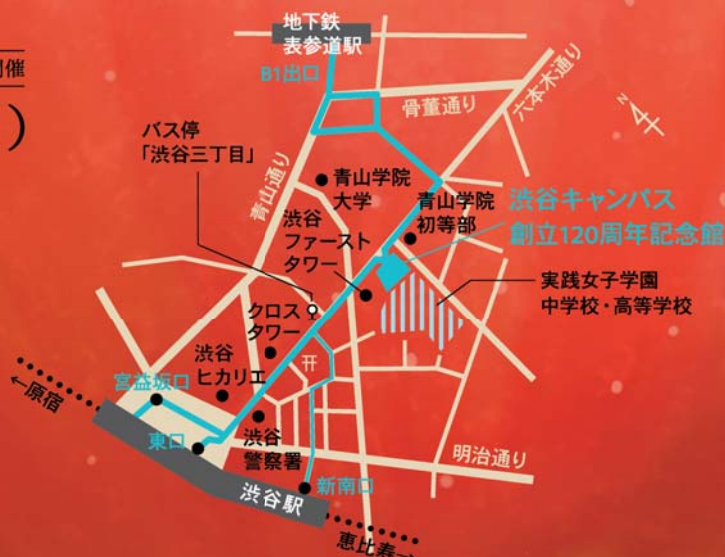 地下鉄
表参道駅
開催
B1出口
)
骨董通り
六本木通り
N
バス停
「渋谷三丁目」
青山通り
青山学院
大学
青山学院
初等部
渋谷キャンパス
創立120周年記念館
渋谷
ファースト
タワー
実践女子学園
中学校・高等学校
クロス
タワー
渋谷
ヒカリエ
宮益坂口
←原宿
東口
渋谷
警察署
明治通り
新南口
渋谷駅
恵比寿